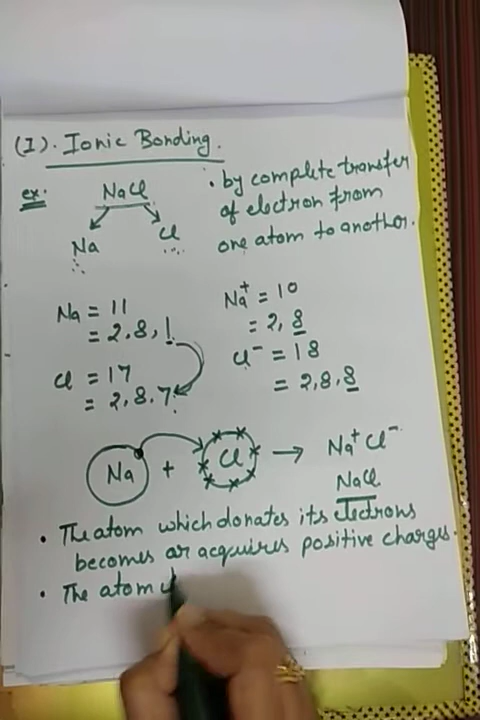 (I). Ionic Bonding.
ex:
NaCl
Na
Cl
• by complete transfer
of electron from
one atom to another.
Na = 11
= 2,8,1
Cl = 17
= 2,8,7
Na⁺ = 10
= 2,8
Cl⁻ = 18
= 2,8,8
Na + Cl → Na⁺Cl⁻
NaCl
• The atom which donates its electrons
becomes or acquires positive charges.
• The atom